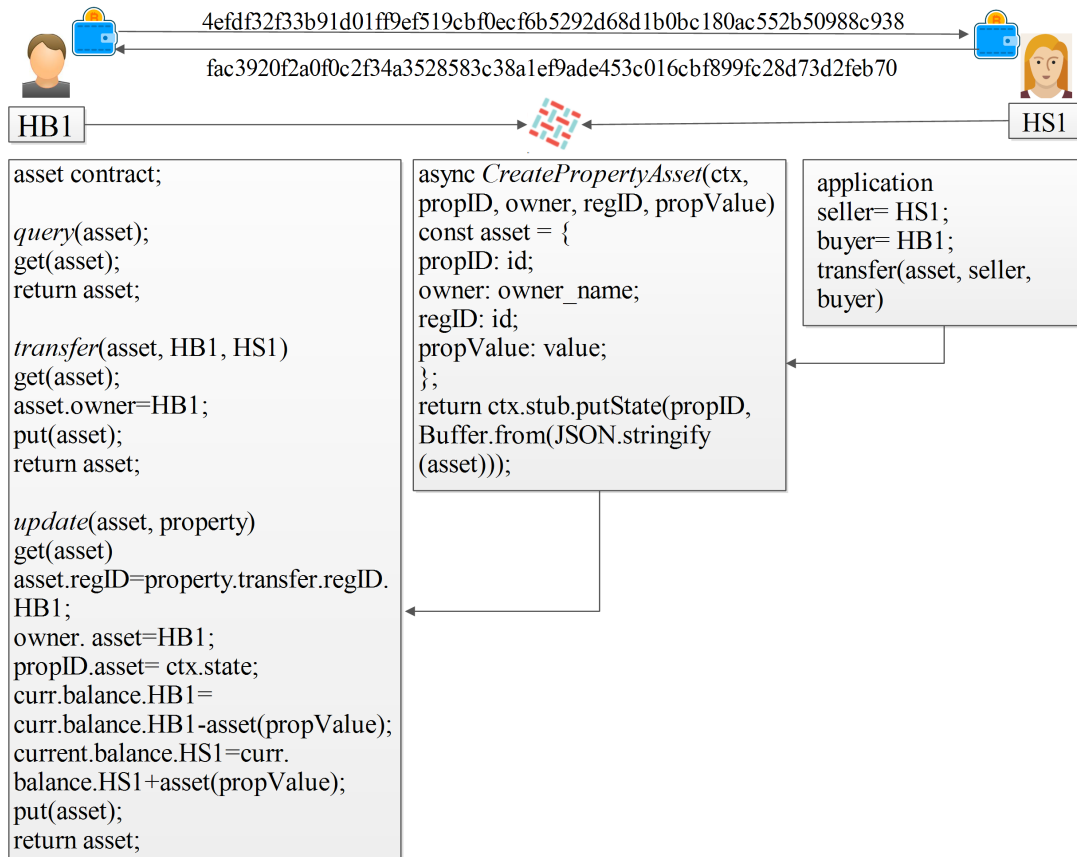 4efdf32f33b91d01ff9ef519cbf0ecf6b5292d68d1b0bc180ac552b50988c938
fac3920f2a0f0c2f34a3528583c38a1ef9ade453c016cbf899fc28d73d2feb70
HB1
HS1
asset contract;
query(asset);
get(asset);
return asset;
transfer(asset, HB1, HS1)
get(asset);
asset.owner=HB1;
put(asset);
return asset;
update(asset, property)
get(asset)
asset.regID=property.transfer.regID.
HB1;
owner. asset=HB1;
propID.asset= ctx.state;
curr.balance.HB1=
curr.balance.HB1-asset(propValue);
current.balance.HS1=curr.
balance.HS1+asset(propValue);
put(asset);
return asset;
async CreatePropertyAsset(ctx,
propID, owner, regID, propValue)
const asset = {
propID: id;
owner: owner_name;
regID: id;
propValue: value;
};
return ctx.stub.putState(propID,
Buffer.from(JSON.stringify
(asset)));
application
seller= HS1;
buyer= HB1;
transfer(asset, seller,
buyer)